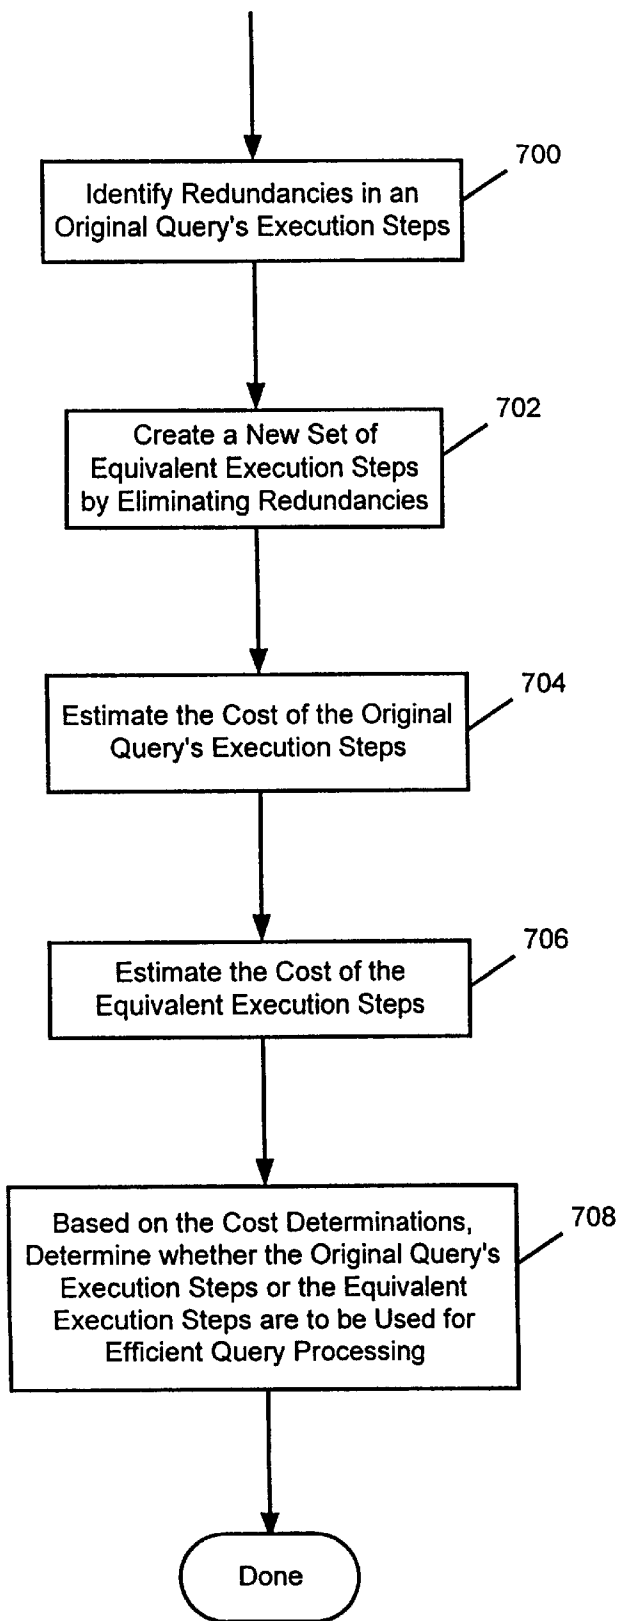 700
Identify Redundancies in an
Original Query's Execution Steps
702
Create a New Set of
Equivalent Execution Steps
by Eliminating Redundancies
704
Estimate the Cost of the Original
Query's Execution Steps
706
Estimate the Cost of the
Equivalent Execution Steps
708
Based on the Cost Determinations,
Determine whether the Original Query's
Execution Steps or the Equivalent
Execution Steps are to be Used for
Efficient Query Processing
Done